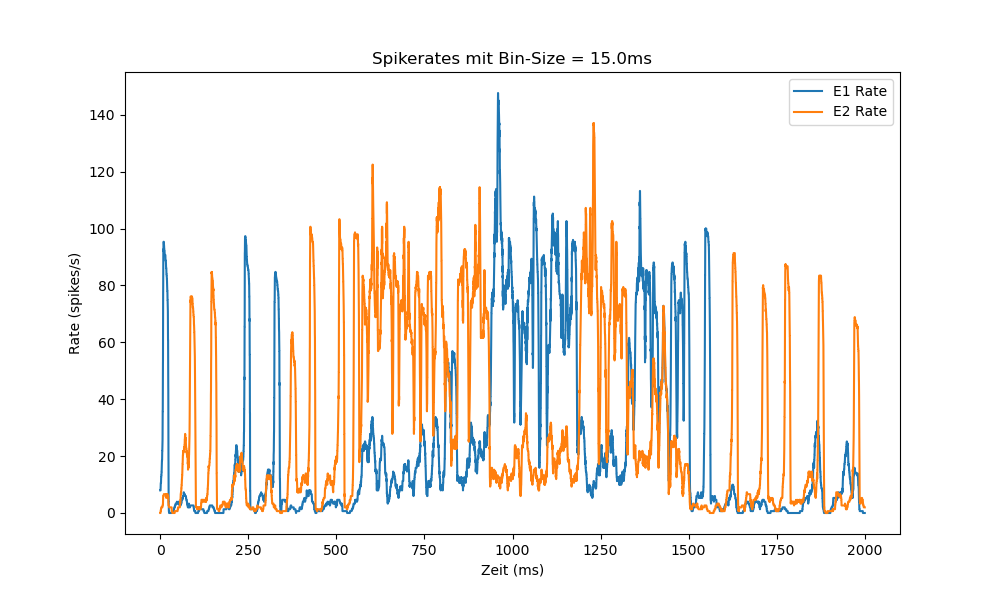 Spikerates mit Bin-Size = 15.0ms
E1 Rate
E2 Rate
Rate (spikes/s)
140
120
100
80
60
40
20
0
0 250 500 750 1000 1250 1500 1750 2000
Zeit (ms)